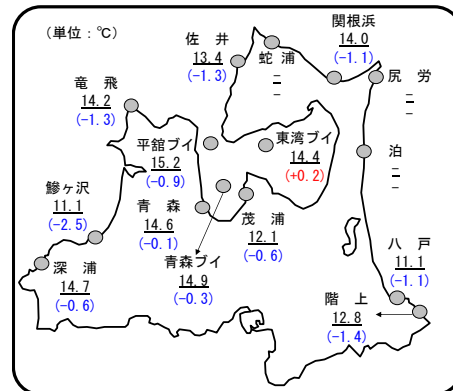 (単位:℃)
佐 井
13.4
(-1.3)
蛇 浦
--
--
関根浜
14.0
(-1.1)
尻 労
--
--
竜 飛
14.2
(-1.3)
平舘ブイ
15.2
(-0.9)
東湾ブイ
14.4
(+0.2)
泊
--
--
鰺ヶ沢
11.1
(-2.5)
青 森
14.6
(-0.1)
茂 浦
12.1
(-0.6)
深 浦
14.7
(-0.6)
青森ブイ
14.9
(-0.3)
八 戸
11.1
(-1.1)
階 上
12.8
(-1.4)